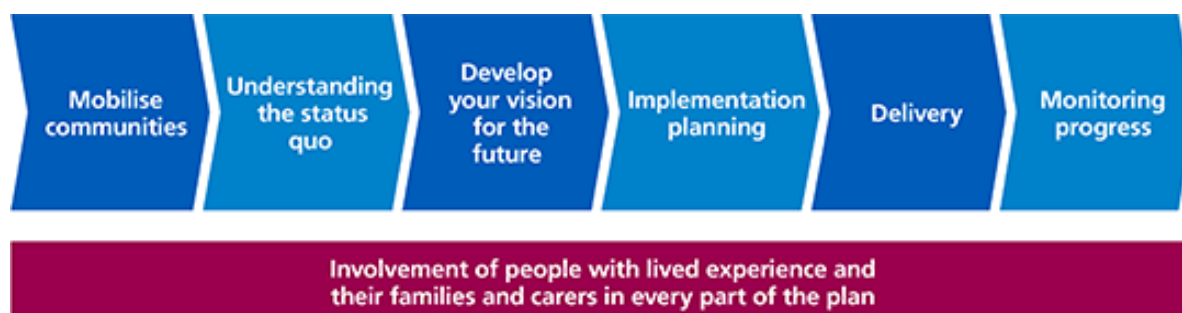 Mobilise
communities
Understanding
the status
quo
Develop
your vision
for the
future
Implementation
planning
Delivery
Monitoring
progress
Involvement of people with lived experience and
their families and carers in every part of the plan